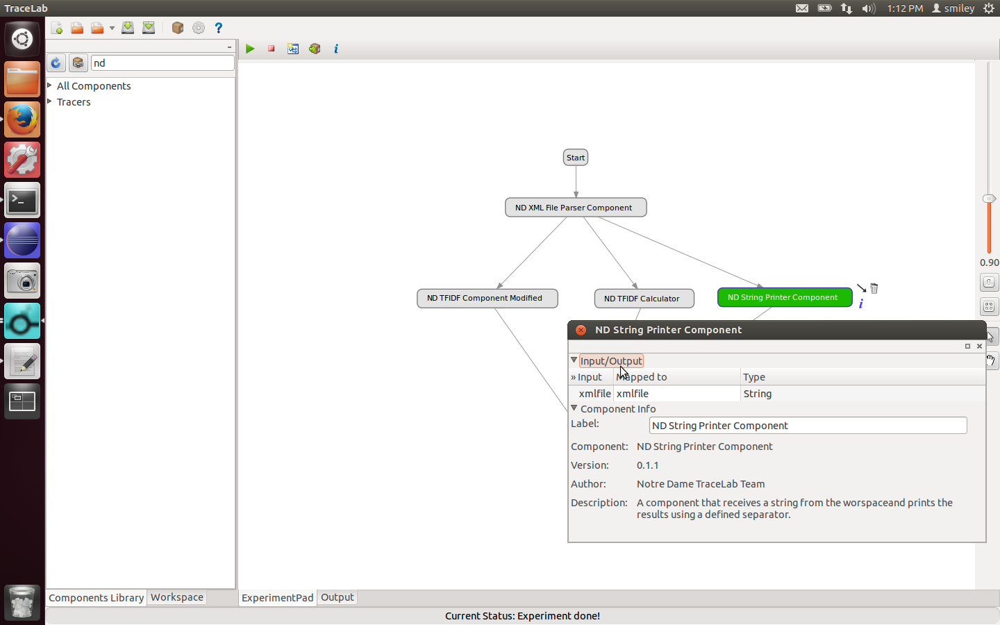 TraceLab
1:12 PM smiley
nd
All Components
Tracers
Start
ND XML File Parser Component
ND TFIDF Component Modified
ND TFIDF Calculator
ND String Printer Component
0.90
ND String Printer Component
Input/Output
» Input Mapped to Type
xmlfile xmlfile String
Component Info
Label: ND String Printer Component
Component: ND String Printer Component
Version: 0.1.1
Author: Notre Dame TraceLab Team
Description: A component that receives a string from the worspaceand prints the
results using a defined separator.
Components Library Workspace
ExperimentPad Output
Current Status: Experiment done!